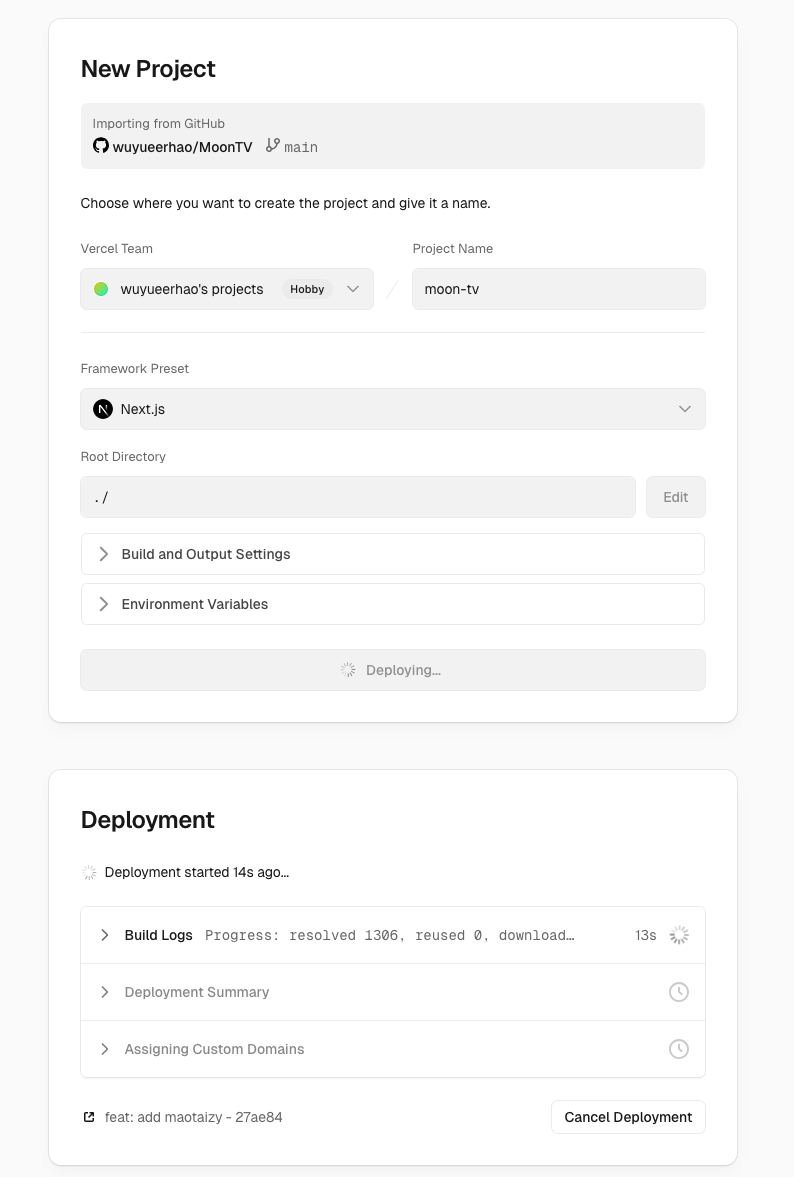 New Project
Importing from GitHub
wuyueerhao/MoonTV main
Choose where you want to create the project and give it a name.
Vercel Team
Project Name
wuyueerhao's projects Hobby
moon-tv
Framework Preset
Next.js
Root Directory
./
Edit
Build and Output Settings
Environment Variables
Deploying...
Deployment
Deployment started 14s ago...
Build Logs Progress: resolved 1306, reused 0, download… 13s
Deployment Summary
Assigning Custom Domains
feat: add maotaizy - 27ae84
Cancel Deployment